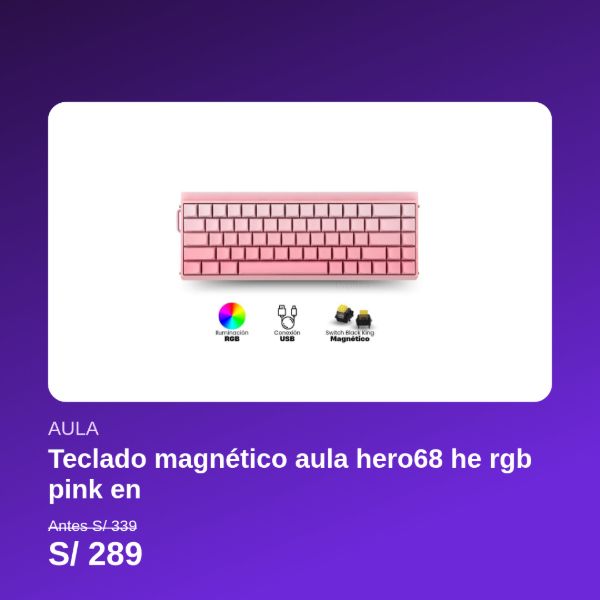 Iluminación
RGB
Conexión
USB
Switch Black King
Magnético
AULA
Teclado magnético aula hero68 he rgb
pink en
Antes S/ 339
S/ 289